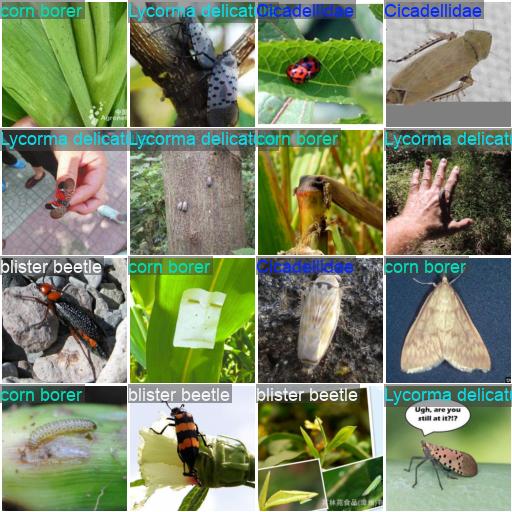 corn borer
Lycorma delicat
Cicadellidae
Cicadellidae
Lycorma delicat
Lycorma delicat
corn borer
Lycorma delicat
blister beetle
corn borer
Cicadellidae
corn borer
corn borer
blister beetle
blister beetle
Lycorma delicat
Ugh, are you
still at it?!?